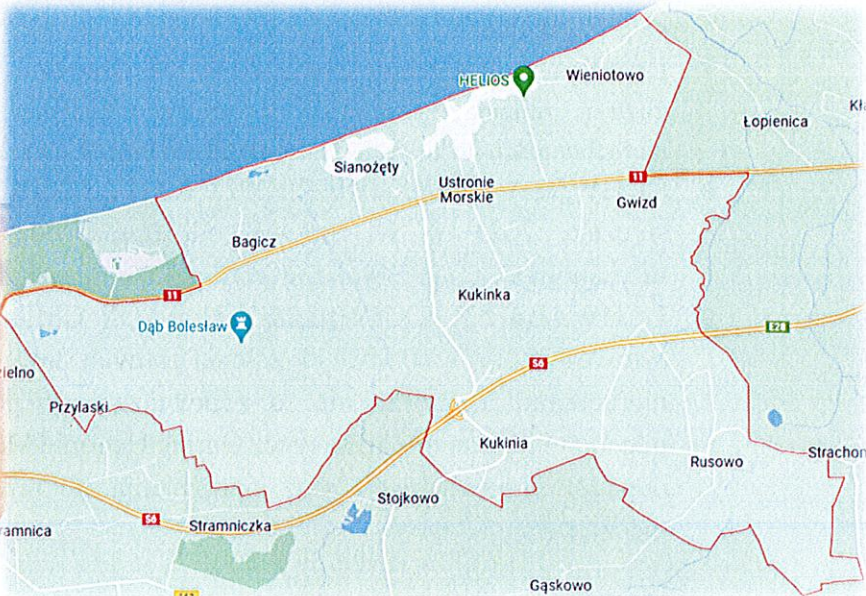 HELIOS
Wieniotowo
Łopienica
Sianożęty
Ustronie
Morskie
11
Gwizd
Bagicz
11
Kukinka
Dąb Bolesław
E28
S6
Przylaski
Kukinia
Rusowo
Stojkowo
S6
Stramniczka
Gąskowo